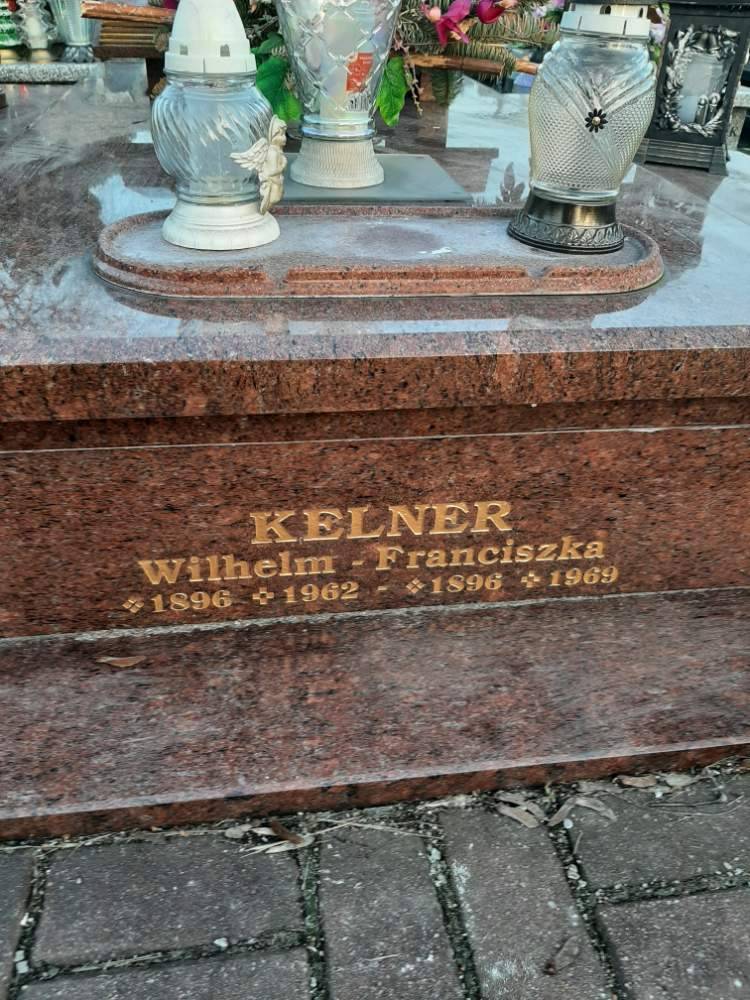 KELNER
Wilhelm - Franciszka
❖1896 ✚1962 - ❖1896 ✚1969